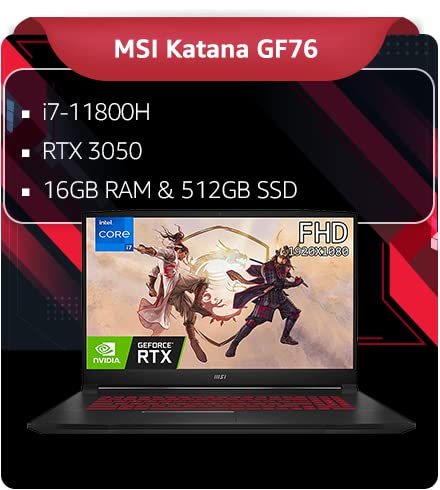 MSI Katana GF76
i7-11800H
RTX 3050
16GB RAM & 512GB SSD
intel
CORE
i7
FHD
1920X1080
NVIDIA
GEFORCE
RTX
msi